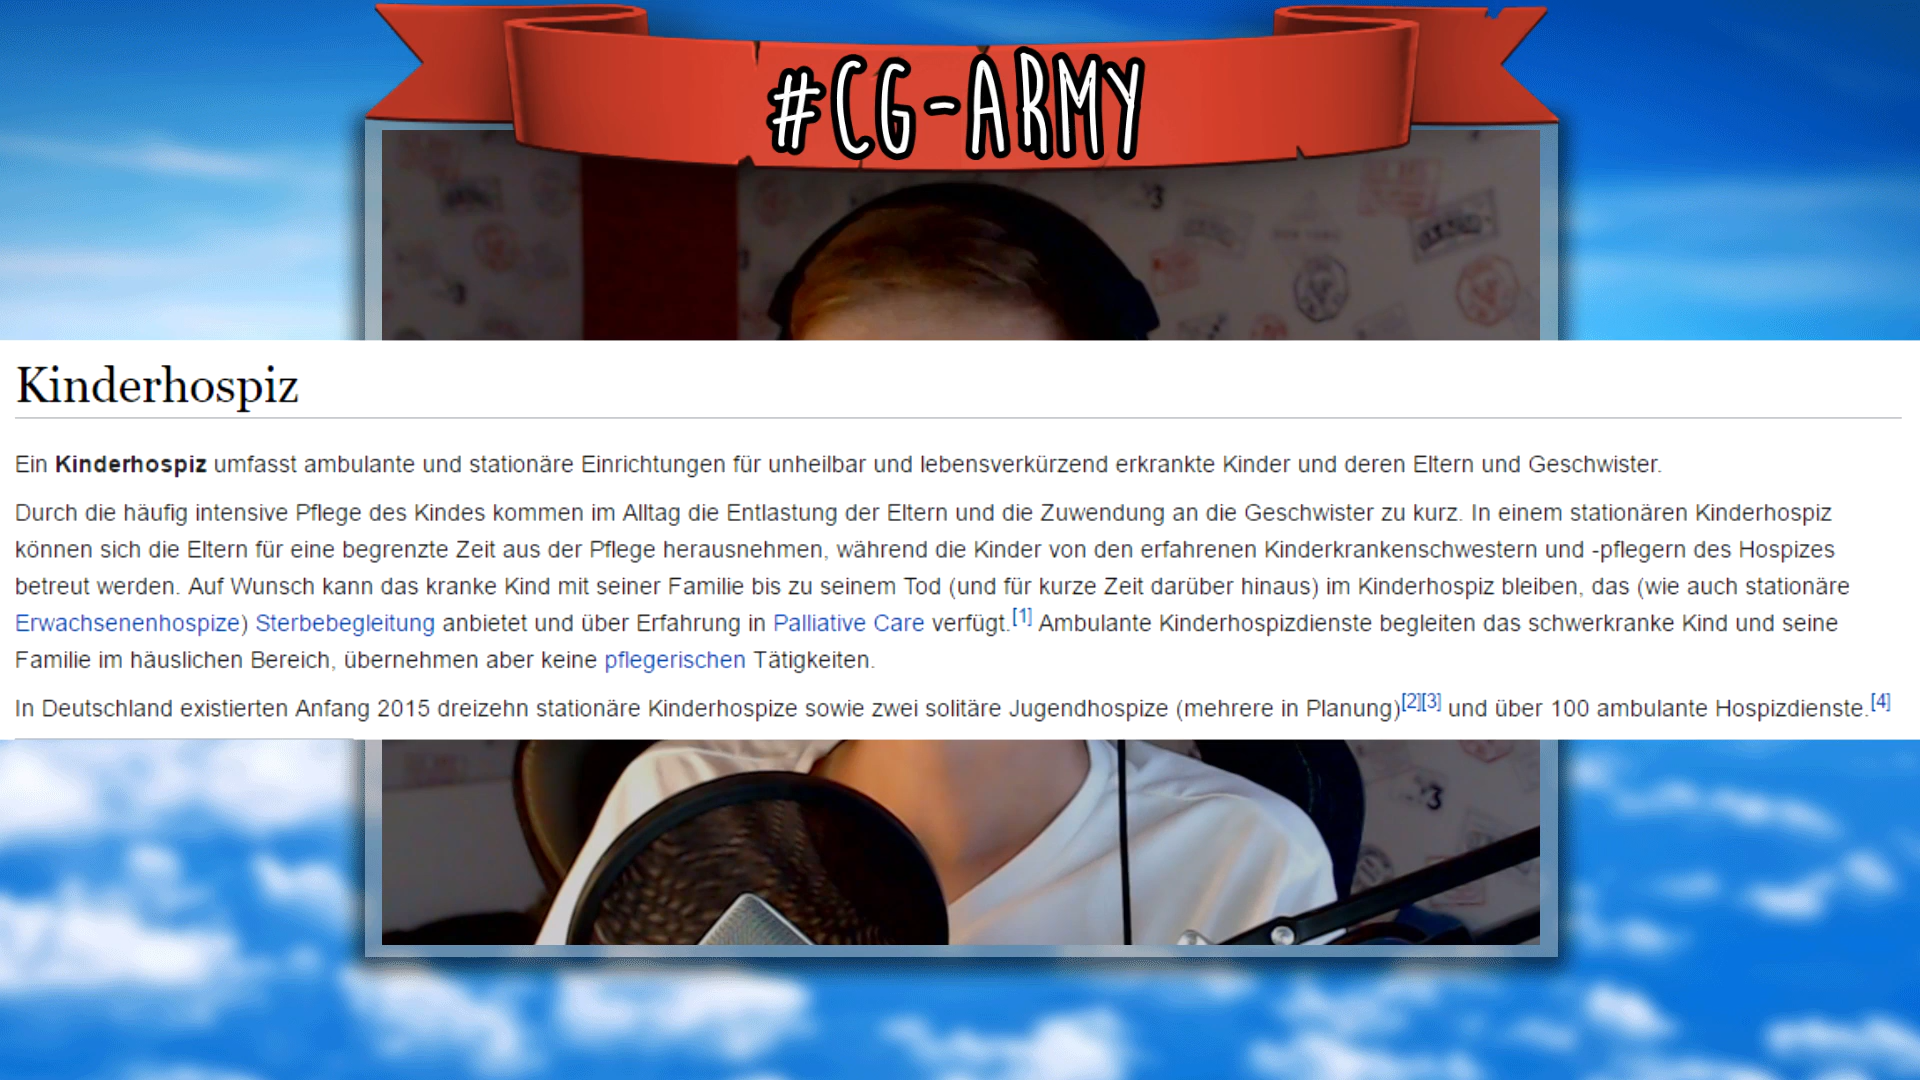 #CG-ARMY
Kinderhospiz
Ein Kinderhospiz umfasst ambulante und stationäre Einrichtungen für unheilbar und lebensverkürzend erkrankte Kinder und deren Eltern und Geschwister.
Durch die häufig intensive Pflege des Kindes kommen im Alltag die Entlastung der Eltern und die Zuwendung an die Geschwister zu kurz. In einem stationären Kinderhospiz
können sich die Eltern für eine begrenzte Zeit aus der Pflege herausnehmen, während die Kinder von den erfahrenen Kinderkrankenschwestern und -pflegern des Hospizes
betreut werden. Auf Wunsch kann das kranke Kind mit seiner Familie bis zu seinem Tod (und für kurze Zeit darüber hinaus) im Kinderhospiz bleiben, das (wie auch stationäre
Erwachsenenhospize) Sterbebegleitung anbietet und über Erfahrung in Palliative Care verfügt.[1] Ambulante Kinderhospizdienste begleiten das schwerkranke Kind und seine
Familie im häuslichen Bereich, übernehmen aber keine pflegerischen Tätigkeiten.
In Deutschland existierten Anfang 2015 dreizehn stationäre Kinderhospize sowie zwei solitäre Jugendhospize (mehrere in Planung)[2][3] und über 100 ambulante Hospizdienste.[4]